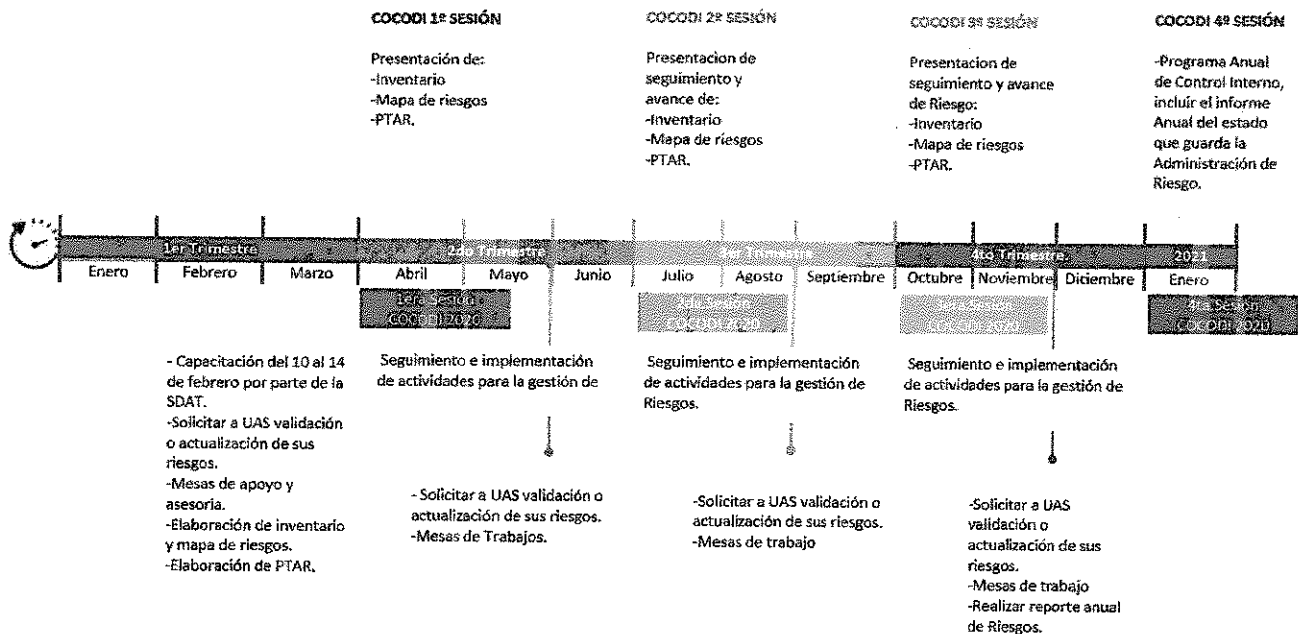 COCODI 1ª SESIÓN
Presentación de:
-Inventario
-Mapa de riesgos
-PTAR.
COCODI 2ª SESIÓN
Presentacion de
seguimiento y
avance de:
-Inventario
-Mapa de riesgos
-PTAR.
COCODI 3ª SESIÓN
Presentacion de
seguimiento y avance
de Riesgo:
-Inventario
-Mapa de riesgos
-PTAR.
COCODI 4ª SESIÓN
-Programa Anual
de Control Interno,
incluír el informe
Anual del estado
que guarda la
Administración de
Riesgo.
1er Trimestre
2do Trimestre
3er Trimestre
4to Trimestre
2021
Enero
Febrero
Marzo
Abril
Mayo
Junio
Julio
Agosto
Septiembre
Octubre
Noviembre
Diciembre
Enero
1era Sesión
COCODI 2020
Sesión
COCODI 2020
COCODI 2020
4ta Sesión
COCODI 2020
- Capacitación del 10 al 14
de febrero por parte de la
SDAT.
-Solicitar a UAS validación
o actualización de sus
riesgos.
-Mesas de apoyo y
asesoría.
-Elaboración de inventario
y mapa de riesgos.
-Elaboración de PTAR.
Seguimiento e implementación
de actividades para la gestión de
- Solicitar a UAS validación o
actualización de sus riesgos.
-Mesas de Trabajos.
Seguimiento e implementación
de actividades para la gestión de
Riesgos.
-Solicitar a UAS validación o
actualización de sus riesgos.
-Mesas de trabajo
Seguimiento e implementación
de actividades para la gestión de
Riesgos.
-Solicitar a UAS
validación o
actualización de sus
riesgos.
-Mesas de trabajo
-Realizar reporte anual
de Riesgos.